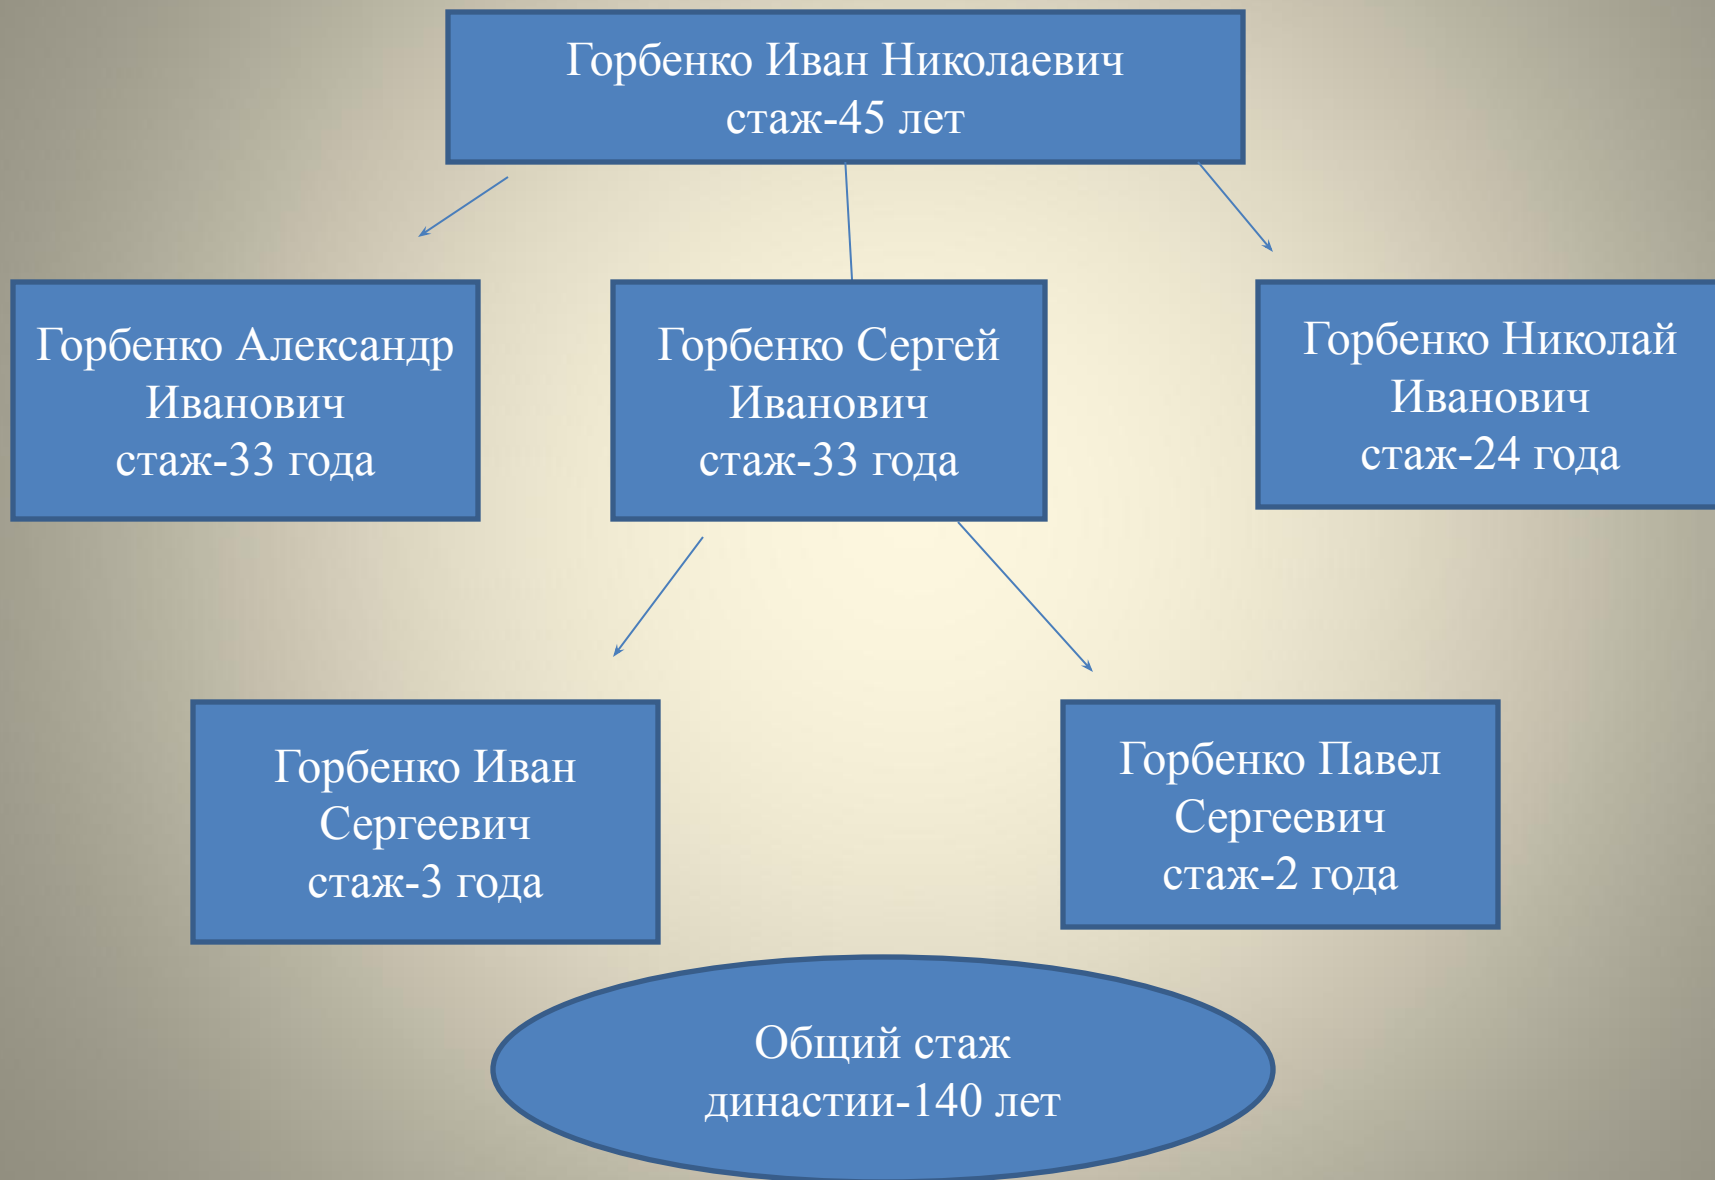 Горбенко Иван Николаевич
стаж-45 лет
Горбенко Александр
Иванович
стаж-33 года
Горбенко Сергей
Иванович
стаж-33 года
Горбенко Николай
Иванович
стаж-24 года
Горбенко Иван
Сергеевич
стаж-3 года
Горбенко Павел
Сергеевич
стаж-2 года
Общий стаж
династии-140 лет